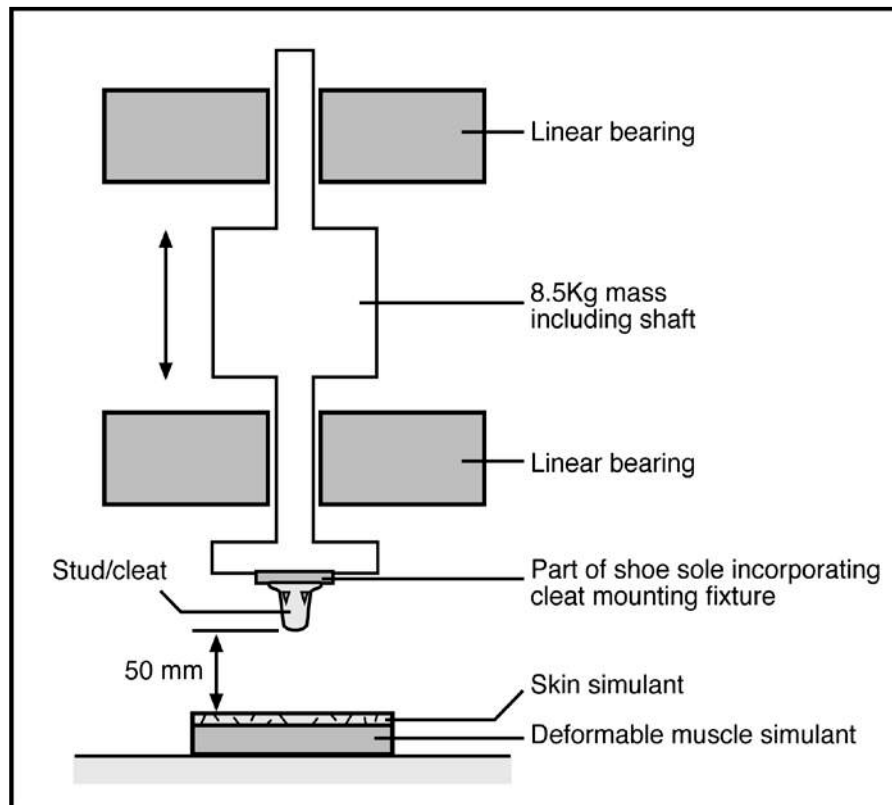 Linear bearing
8.5Kg mass
including shaft
Linear bearing
Stud/cleat
Part of shoe sole incorporating
cleat mounting fixture
50 mm
Skin simulant
Deformable muscle simulant